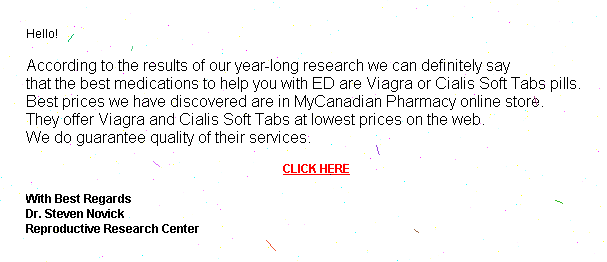 Hello!
According to the results of our year-long research we can definitely say
that the best medications to help you with ED are Viagra or Cialis Soft Tabs pills.
Best prices we have discovered are in MyCanadian Pharmacy online store.
They offer Viagra and Cialis Soft Tabs at lowest prices on the web.
We do guarantee quality of their services.
CLICK HERE
With Best Regards
Dr. Steven Novick
Reproductive Research Center